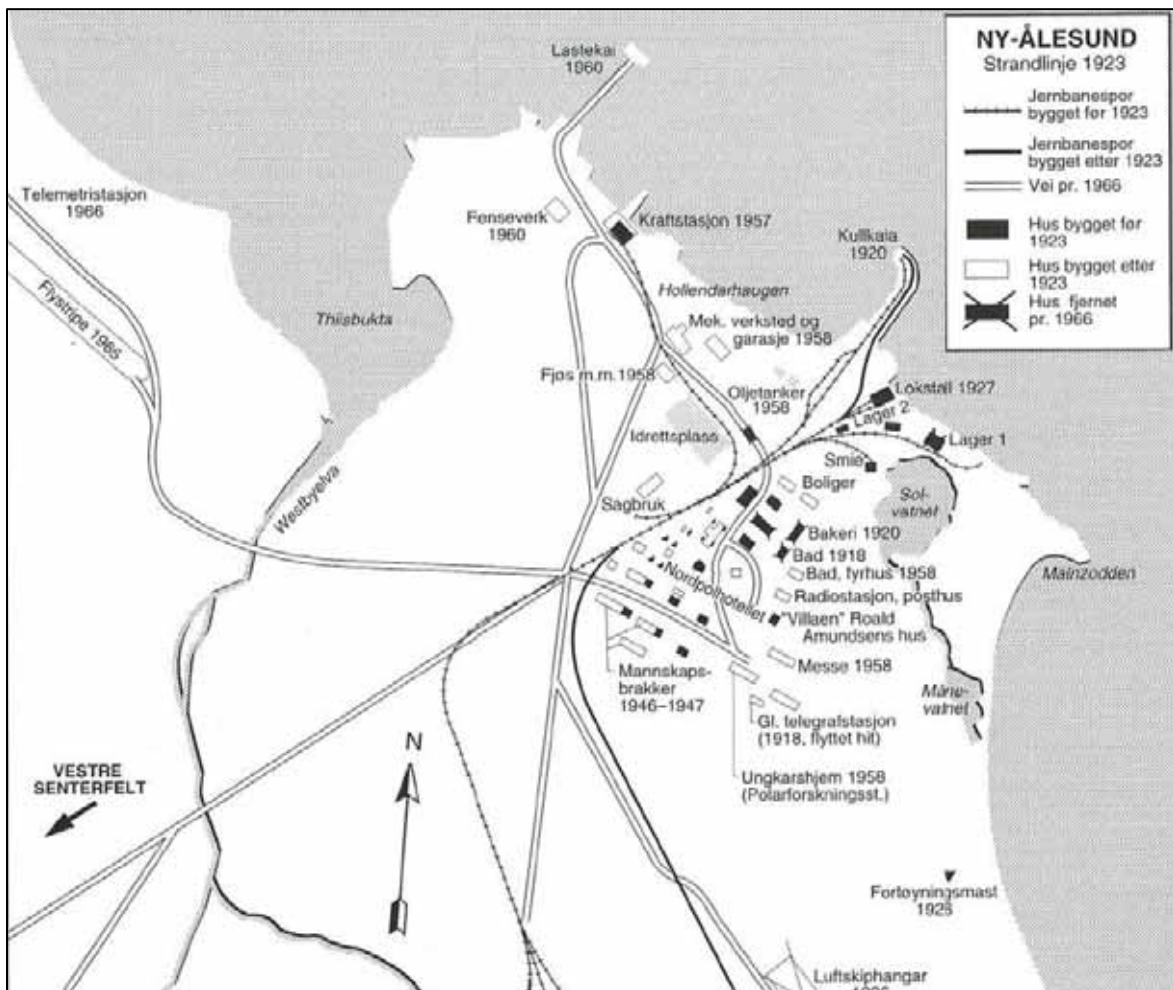 NY-ÅLESUND
Strandlinje 1923
Jernbanespor
bygget før 1923
Jernbanespor
bygget etter 1923
Vei pr. 1966
Hus bygget før
1923
Hus bygget etter
1923
Hus fjernet
pr. 1966
Lastekai
1960
Telemetristasjon
1966
Fenseverk
1960
Kraftstasjon 1957
Kullkaia
1920
Flystripe 1965
Thiisbukta
Hollendarhaugen
Mek. verksted og
garasje 1958
Fjøs m.m. 1958
Oljetanker
1958
Lokstall 1927
Lager 2
Lager 1
Idrettsplass
Smie
Boliger
Sol-
vatnet
Westbyelva
Sagbruk
Bakeri 1920
Bad 1918
Mainzodden
Nordpolhotellet
Bad, fyrhus 1958
Radiostasjon, posthus
"Villaen" Roald
Amundsens hus
Messe 1958
Mannskaps-
brakker
1946–1947
Måne-
vatnet
Gl. telegrafstasjon
(1918, flyttet hit)
N
Ungkarshjem 1958
(Polarforskningsst.)
VESTRE
SENTERFELT
Fortøyningsmast
1926
Luftskiphangar